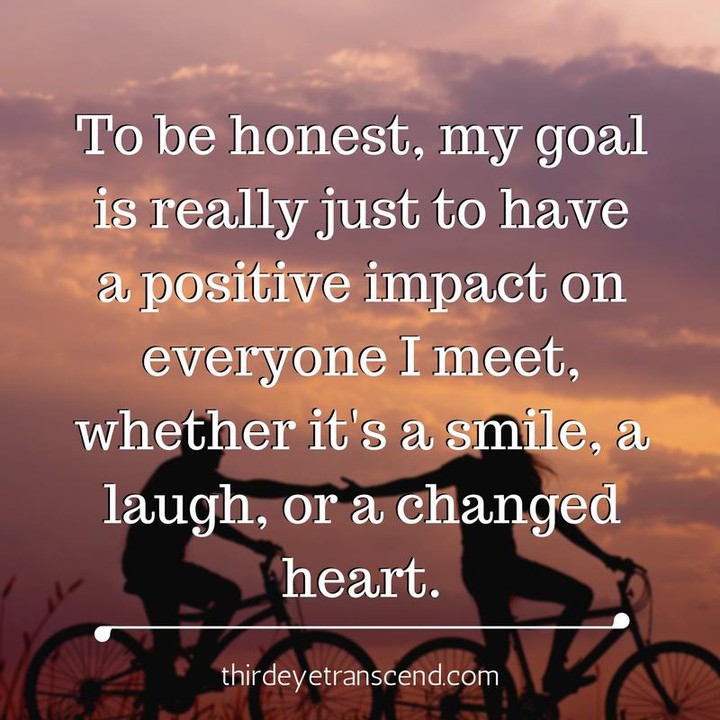 To be honest, my goal
is really just to have
a positive impact on
everyone I meet,
whether it's a smile, a
laugh, or a changed
heart.
thirdeyetranscend.com